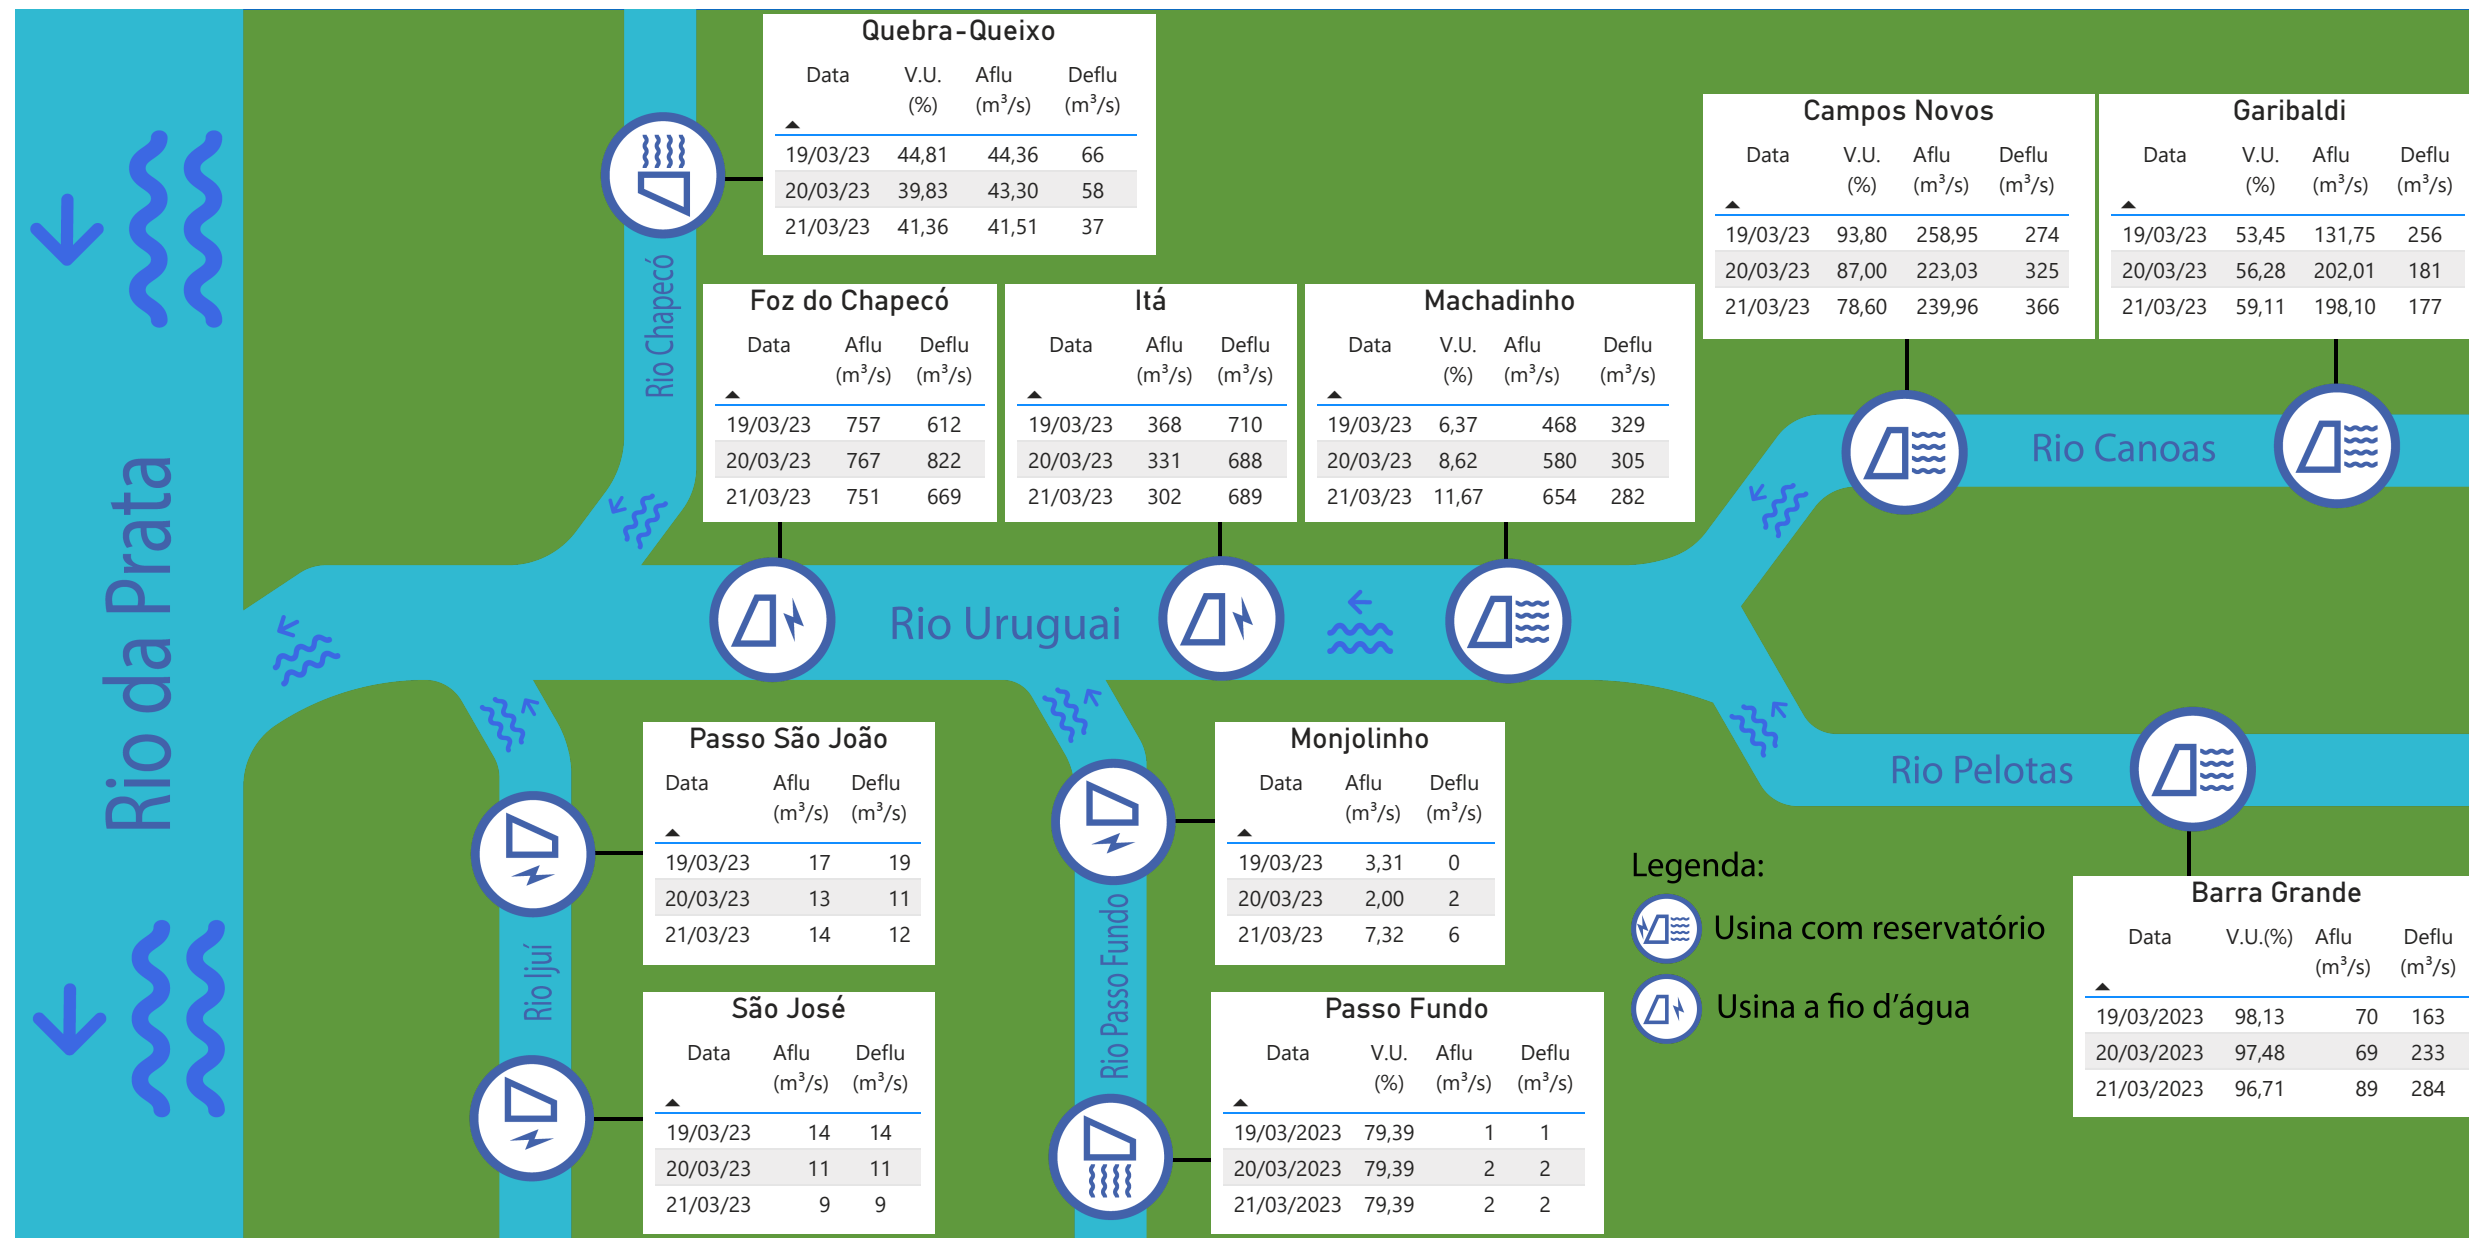 Quebra-Queixo
Data V.U. (%) Aflu (m³/s) Deflu (m³/s)
19/03/23 44,81 44,36 66
20/03/23 39,83 43,30 58
21/03/23 41,36 41,51 37
Campos Novos
Data V.U. (%) Aflu (m³/s) Deflu (m³/s)
19/03/23 93,80 258,95 274
20/03/23 87,00 223,03 325
21/03/23 78,60 239,96 366
Garibaldi
Data V.U. (%) Aflu (m³/s) Deflu (m³/s)
19/03/23 53,45 131,75 256
20/03/23 56,28 202,01 181
21/03/23 59,11 198,10 177
Rio Chapecó
Foz do Chapecó
Data Aflu (m³/s) Deflu (m³/s)
19/03/23 757 612
20/03/23 767 822
21/03/23 751 669
Itá
Data Aflu (m³/s) Deflu (m³/s)
19/03/23 368 710
20/03/23 331 688
21/03/23 302 689
Machadinho
Data V.U. (%) Aflu (m³/s) Deflu (m³/s)
19/03/23 6,37 468 329
20/03/23 8,62 580 305
21/03/23 11,67 654 282
Rio Canoas
Rio da Prata
Rio Uruguai
Rio Pelotas
Passo São João
Data Aflu (m³/s) Deflu (m³/s)
19/03/23 17 19
20/03/23 13 11
21/03/23 14 12
Monjolinho
Data Aflu (m³/s) Deflu (m³/s)
19/03/23 3,31 0
20/03/23 2,00 2
21/03/23 7,32 6
Rio Ijuí
Rio Passo Fundo
Legenda:
Usina com reservatório
Usina a fio d’água
Barra Grande
Data V.U.(%) Aflu (m³/s) Deflu (m³/s)
19/03/2023 98,13 70 163
20/03/2023 97,48 69 233
21/03/2023 96,71 89 284
São José
Data Aflu (m³/s) Deflu (m³/s)
19/03/23 14 14
20/03/23 11 11
21/03/23 9 9
Passo Fundo
Data V.U. (%) Aflu (m³/s) Deflu (m³/s)
19/03/2023 79,39 1 1
20/03/2023 79,39 2 2
21/03/2023 79,39 2 2